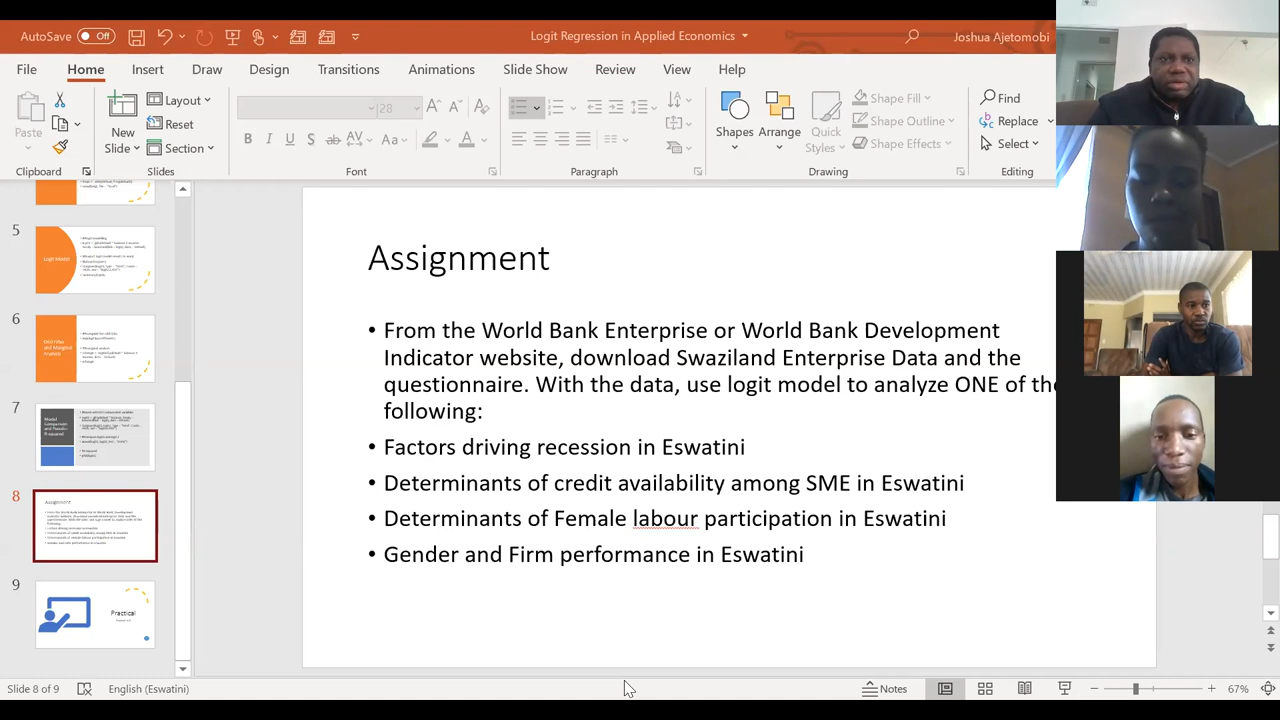 AutoSave Off
Logit Regression in Applied Economics
Joshua Ajetomobi
File Home Insert Draw Design Transitions Animations Slide Show Review View Help
Paste
New Slide
Layout
Reset
Section
28
Shapes
Arrange
Quick Styles
Shape Fill
Shape Outline
Shape Effects
Find
Replace
Select
Clipboard Slides Font Paragraph Drawing Editing
5
Logit Model
6
7
8
Assignment
9
Practical
Assignment
• From the World Bank Enterprise or World Bank Development
Indicator website, download Swaziland Enterprise Data and the
questionnaire. With the data, use logit model to analyze ONE of the
following:
• Factors driving recession in Eswatini
• Determinants of credit availability among SME in Eswatini
• Determinants of Female labour participation in Eswatini
• Gender and Firm performance in Eswatini
Slide 8 of 9
English (Eswatini)
Notes
67%